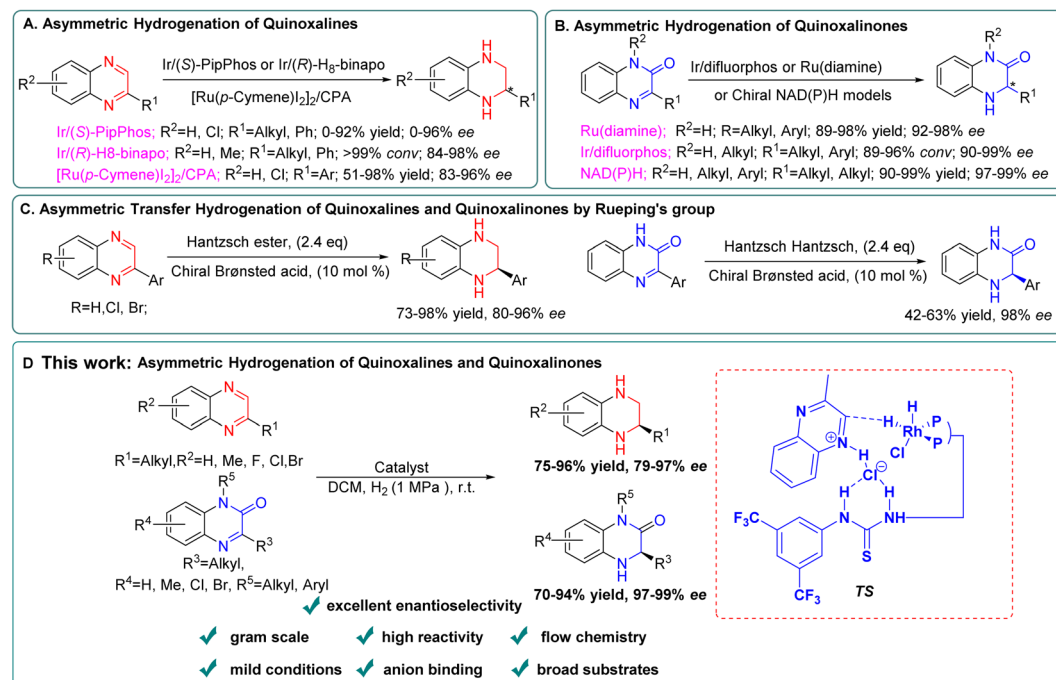 A. Asymmetric Hydrogenation of Quinoxalines
R²
N
N
R¹
Ir/(S)-PipPhos or Ir/(R)-H₈-binapo
[Ru(p-Cymene)I₂]₂/CPA
R²
H
N
N
H
*
R¹
Ir/(S)-PipPhos; R²=H, Cl; R¹=Alkyl, Ph; 0-92% yield; 0-96% ee
Ir/(R)-H8-binapo; R²=H, Me; R¹=Alkyl, Ph; >99% conv; 84-98% ee
[Ru(p-Cymene)I₂]₂/CPA; R²=H, Cl; R¹=Ar; 51-98% yield; 83-96% ee
B. Asymmetric Hydrogenation of Quinoxalinones
R²
N
O
N
R¹
Ir/difluorphos or Ru(diamine)
or Chiral NAD(P)H models
R²
N
O
*
N
H
R¹
Ru(diamine); R²=H; R=Alkyl, Aryl; 89-98% yield; 92-98% ee
Ir/difluorphos; R²=H, Alkyl; R¹=Alkyl, Aryl; 89-96% conv; 90-99% ee
NAD(P)H; R²=H, Alkyl, Aryl; R¹=Alkyl, Alkyl; 90-99% yield; 97-99% ee
C. Asymmetric Transfer Hydrogenation of Quinoxalines and Quinoxalinones by Rueping's group
R
N
N
Ar
R=H,Cl, Br;
Hantzsch ester, (2.4 eq)
Chiral Brønsted acid, (10 mol %)
R
H
N
N
H
Ar
73-98% yield, 80-96% ee
H
N
O
N
Ar
Hantzsch Hantzsch, (2.4 eq)
Chiral Brønsted acid, (10 mol %)
H
N
O
N
H
Ar
42-63% yield, 98% ee
D This work: Asymmetric Hydrogenation of Quinoxalines and Quinoxalinones
R²
N
N
R¹
R¹=Alkyl,R²=H, Me, F, Cl,Br
R⁵
R⁴
N
O
N
R³
R³=Alkyl,
R⁴=H, Me, Cl, Br, R⁵=Alkyl, Aryl
Catalyst
DCM, H₂ (1 MPa ), r.t.
R²
H
N
N
H
R¹
75-96% yield, 79-97% ee
R⁵
R⁴
N
O
N
H
R³
70-94% yield, 97-99% ee
N
N
⊕
H
H
H
Rh
P
P
Cl
Cl
⊖
H
H
N
NH
S
F₃C
CF₃
TS
✓ excellent enantioselectivity
✓ gram scale ✓ high reactivity ✓ flow chemistry
✓ mild conditions ✓ anion binding ✓ broad substrates